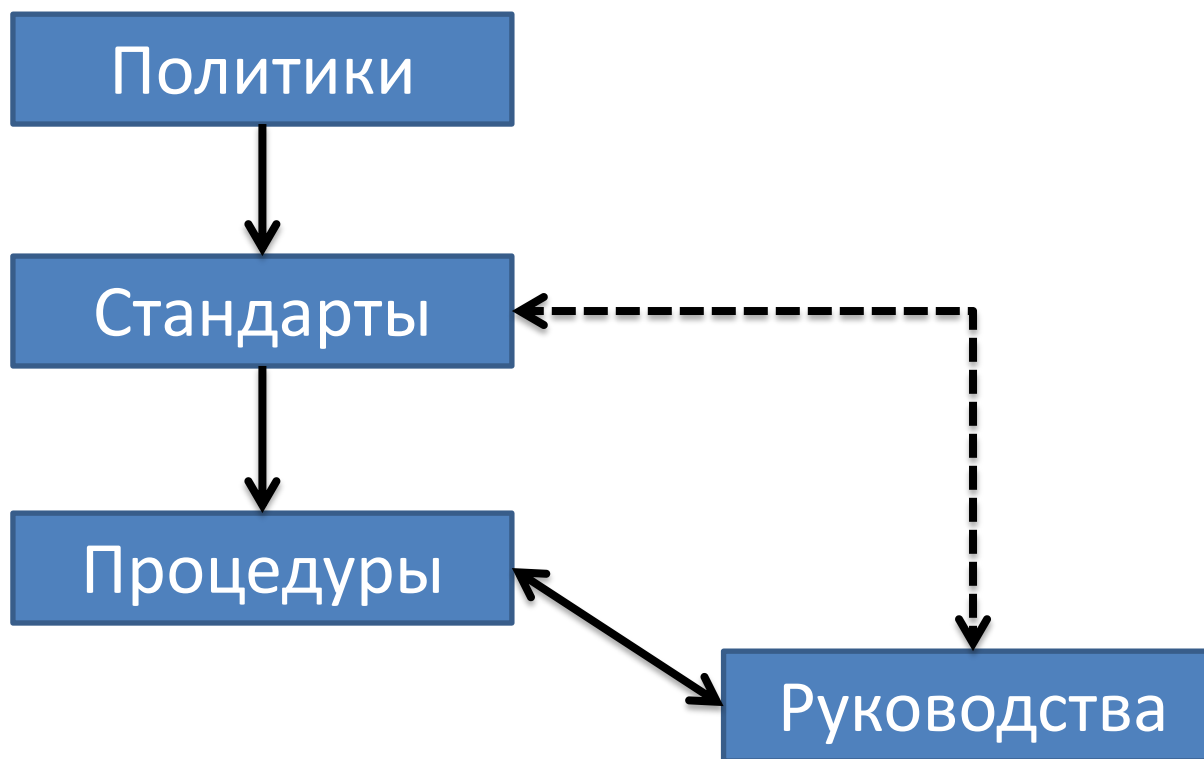 Политики
Стандарты
Процедуры
Руководства